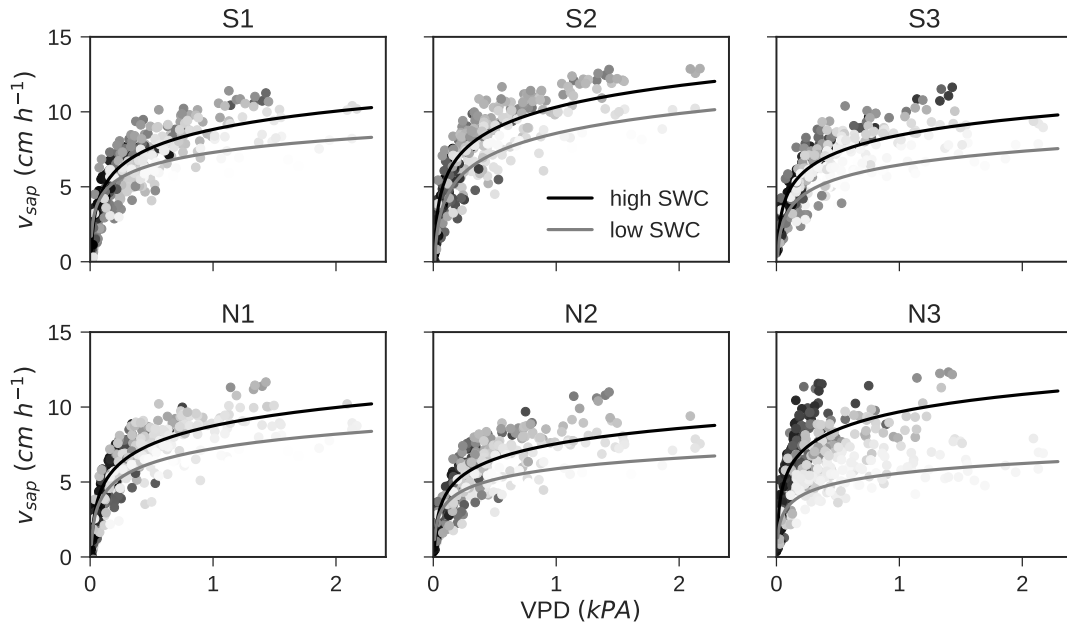 S1 S2 S3
15
10
5
0
v_sap (cm h⁻¹)
high SWC
low SWC
N1 N2 N3
15
10
5
0
v_sap (cm h⁻¹)
0 1 2 0 1 2 0 1 2
VPD (kPA)